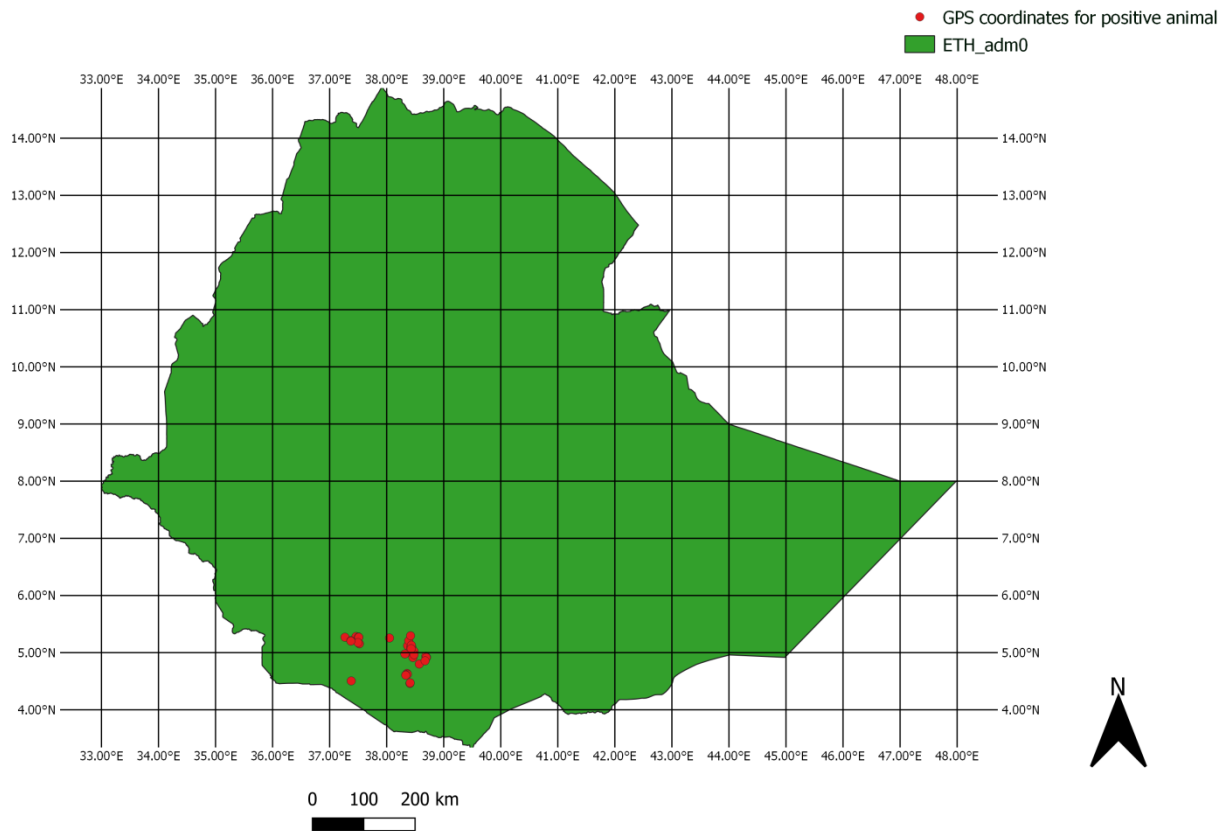 GPS coordinates for positive animal
ETH_adm0
33.00°E 34.00°E 35.00°E 36.00°E 37.00°E 38.00°E 39.00°E 40.00°E 41.00°E 42.00°E 43.00°E 44.00°E 45.00°E 46.00°E 47.00°E 48.00°E
14.00°N 14.00°N
13.00°N 13.00°N
12.00°N 12.00°N
11.00°N 11.00°N
10.00°N 10.00°N
9.00°N 9.00°N
8.00°N 8.00°N
7.00°N 7.00°N
6.00°N 6.00°N
5.00°N 5.00°N
4.00°N 4.00°N
33.00°E 34.00°E 35.00°E 36.00°E 37.00°E 38.00°E 39.00°E 40.00°E 41.00°E 42.00°E 43.00°E 44.00°E 45.00°E 46.00°E 47.00°E 48.00°E
N
0 100 200 km